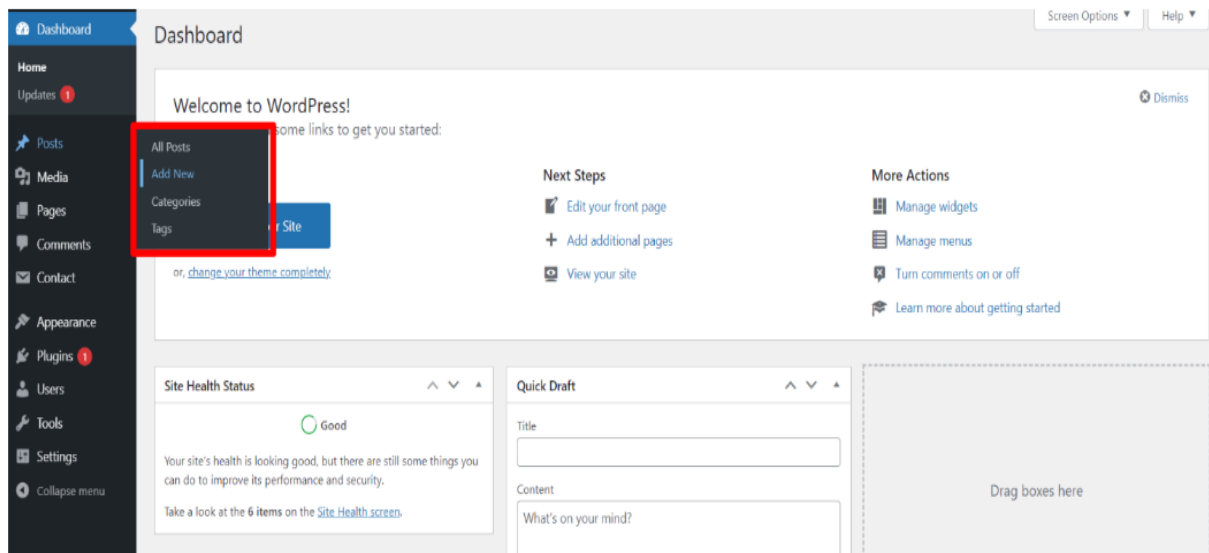 Screen Options ▼
Help ▼
Dashboard
Home
Updates 1
Posts
Media
Pages
Comments
Contact
Appearance
Plugins 1
Users
Tools
Settings
Collapse menu
All Posts
Add New
Categories
Tags
Dashboard
Welcome to WordPress!
some links to get you started:
Dismiss
Site
or, change your theme completely
Next Steps
Edit your front page
Add additional pages
View your site
More Actions
Manage widgets
Manage menus
Turn comments on or off
Learn more about getting started
Site Health Status
Good
Your site's health is looking good, but there are still some things you
can do to improve its performance and security.
Take a look at the 6 items on the Site Health screen.
Quick Draft
Title
Content
What's on your mind?
Drag boxes here